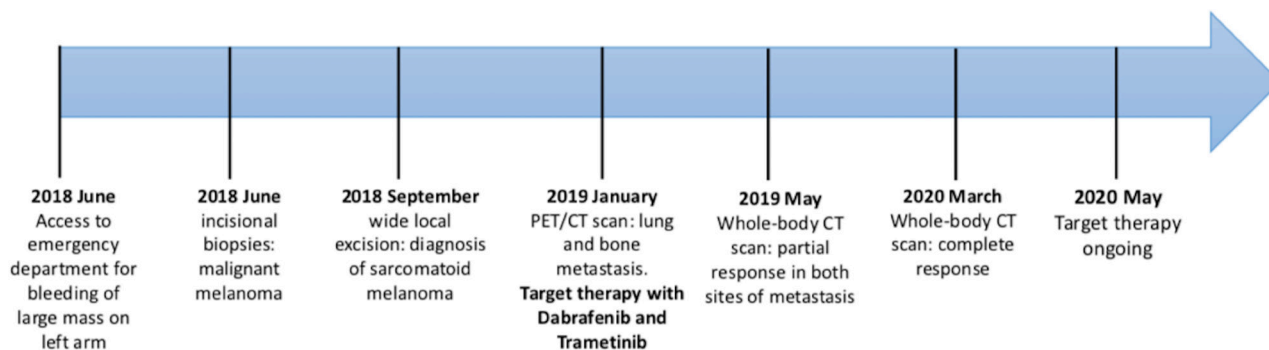 2018 June
Access to
emergency
department for
bleeding of
large mass on
left arm
2018 June
incisional
biopsies:
malignant
melanoma
2018 September
wide local
excision: diagnosis
of sarcomatoid
melanoma
2019 January
PET/CT scan: lung
and bone
metastasis.
Target therapy with
Dabrafenib and
Trametinib
2019 May
Whole-body CT
scan: partial
response in both
sites of metastasis
2020 March
Whole-body CT
scan: complete
response
2020 May
Target therapy
ongoing